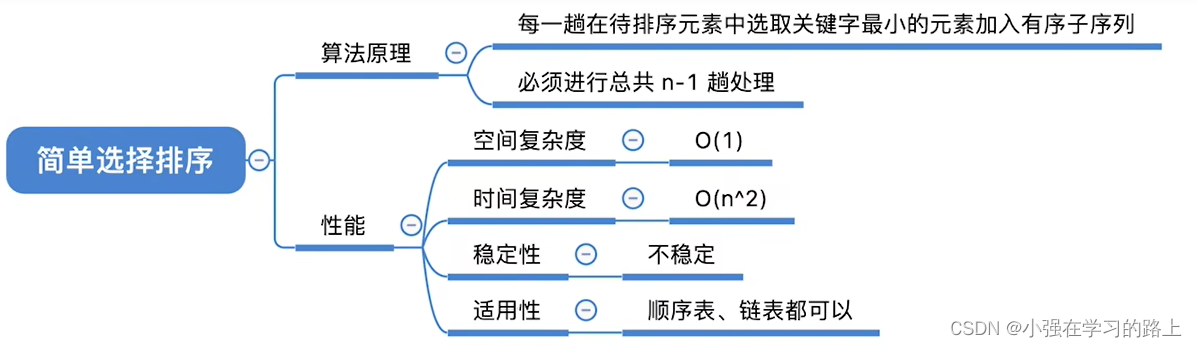 每一趟在待排序元素中选取关键字最小的元素加入有序子序列
算法原理
必须进行总共 n-1 趟处理
简单选择排序
空间复杂度
O(1)
时间复杂度
O(n^2)
性能
稳定性
不稳定
适用性
顺序表、链表都可以
CSDN @小强在学习的路上